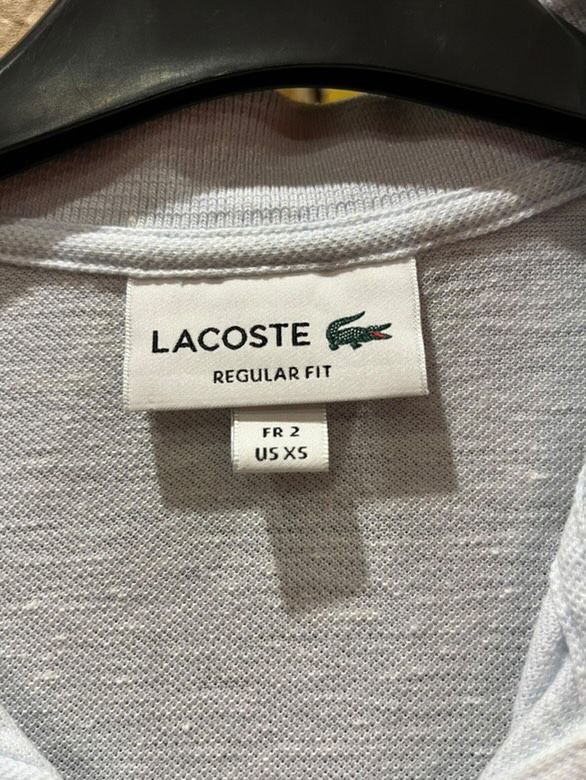 LACOSTE
REGULAR FIT
FR 2
US XS